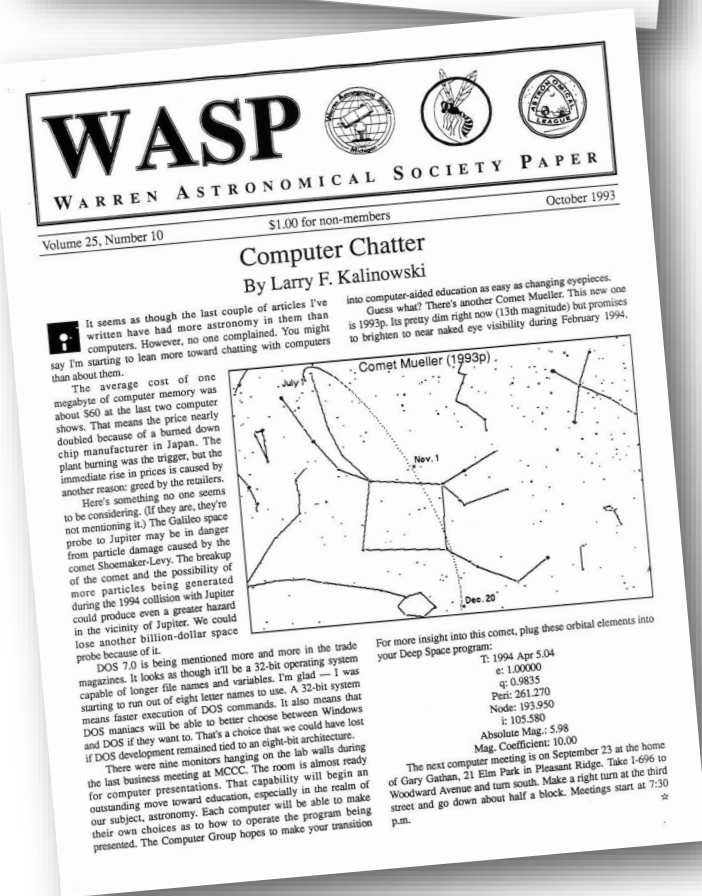 WASP
Warren Astronomical Society Paper
Volume 25, Number 10
$1.00 for non-members
October 1993
Computer Chatter
By Larry F. Kalinowski
It seems as though the last couple of articles I've
written have had more astronomy in them than
computers. However, no one complained. You might
say I'm starting to lean more toward chatting with computers
than about them.
The average cost of one
megabyte of computer memory was
about $60 at the last two computer
shows. That means the price nearly
doubled because of a burned down
chip manufacturer in Japan. The
plant burning was the trigger, but the
immediate rise in prices is caused by
another reason: greed by the retailers.
Here's something no one seems
to be considering. (If they are, they're
not mentioning it.) The Galileo space
probe to Jupiter may be in danger
from particle damage caused by the
comet Shoemaker-Levy. The breakup
of the comet and the possibility of
more particles being generated
during the 1994 collision with Jupiter
could produce even a greater hazard
in the vicinity of Jupiter. We could
lose another billion-dollar space
probe because of it.
DOS 7.0 is being mentioned more and more in the trade
magazines. It looks as though it'll be a 32-bit operating system
capable of longer file names and variables. I'm glad — I was
starting to run out of eight letter names to use. A 32-bit system
means faster execution of DOS commands. It also means that
DOS maniacs will be able to better choose between Windows
and DOS if they want to. That's a choice that we could have lost
if DOS development remained tied to an eight-bit architecture.
There were nine monitors hanging on the lab walls during
the last business meeting at MCCC. The room is almost ready
for computer presentations. That capability will begin an
outstanding move toward education, especially in the realm of
our subject, astronomy. Each computer will be able to make
their own choices as to how to operate the program being
presented. The Computer Group hopes to make your transition
into computer-aided education as easy as changing eyepieces.
Guess what? There's another Comet Mueller. This new one
is 1993p. Its pretty dim right now (13th magnitude) but promises
to brighten to near naked eye visibility during February 1994.
Comet Mueller (1993p)
July 1
Nov. 1
Dec. 20
For more insight into this comet, plug these orbital elements into
your Deep Space program:
T: 1994 Apr 5.04
e: 1.00000
q: 0.9835
Peri: 261.270
Node: 193.950
i: 105.580
Absolute Mag.: 5.98
Mag. Coefficient: 10.00
The next computer meeting is on September 23 at the home
of Gary Gathan, 21 Elm Park in Pleasant Ridge. Take 1-696 to
Woodward Avenue and turn south. Make a right turn at the third
street and go down about half a block. Meetings start at 7:30
p.m.